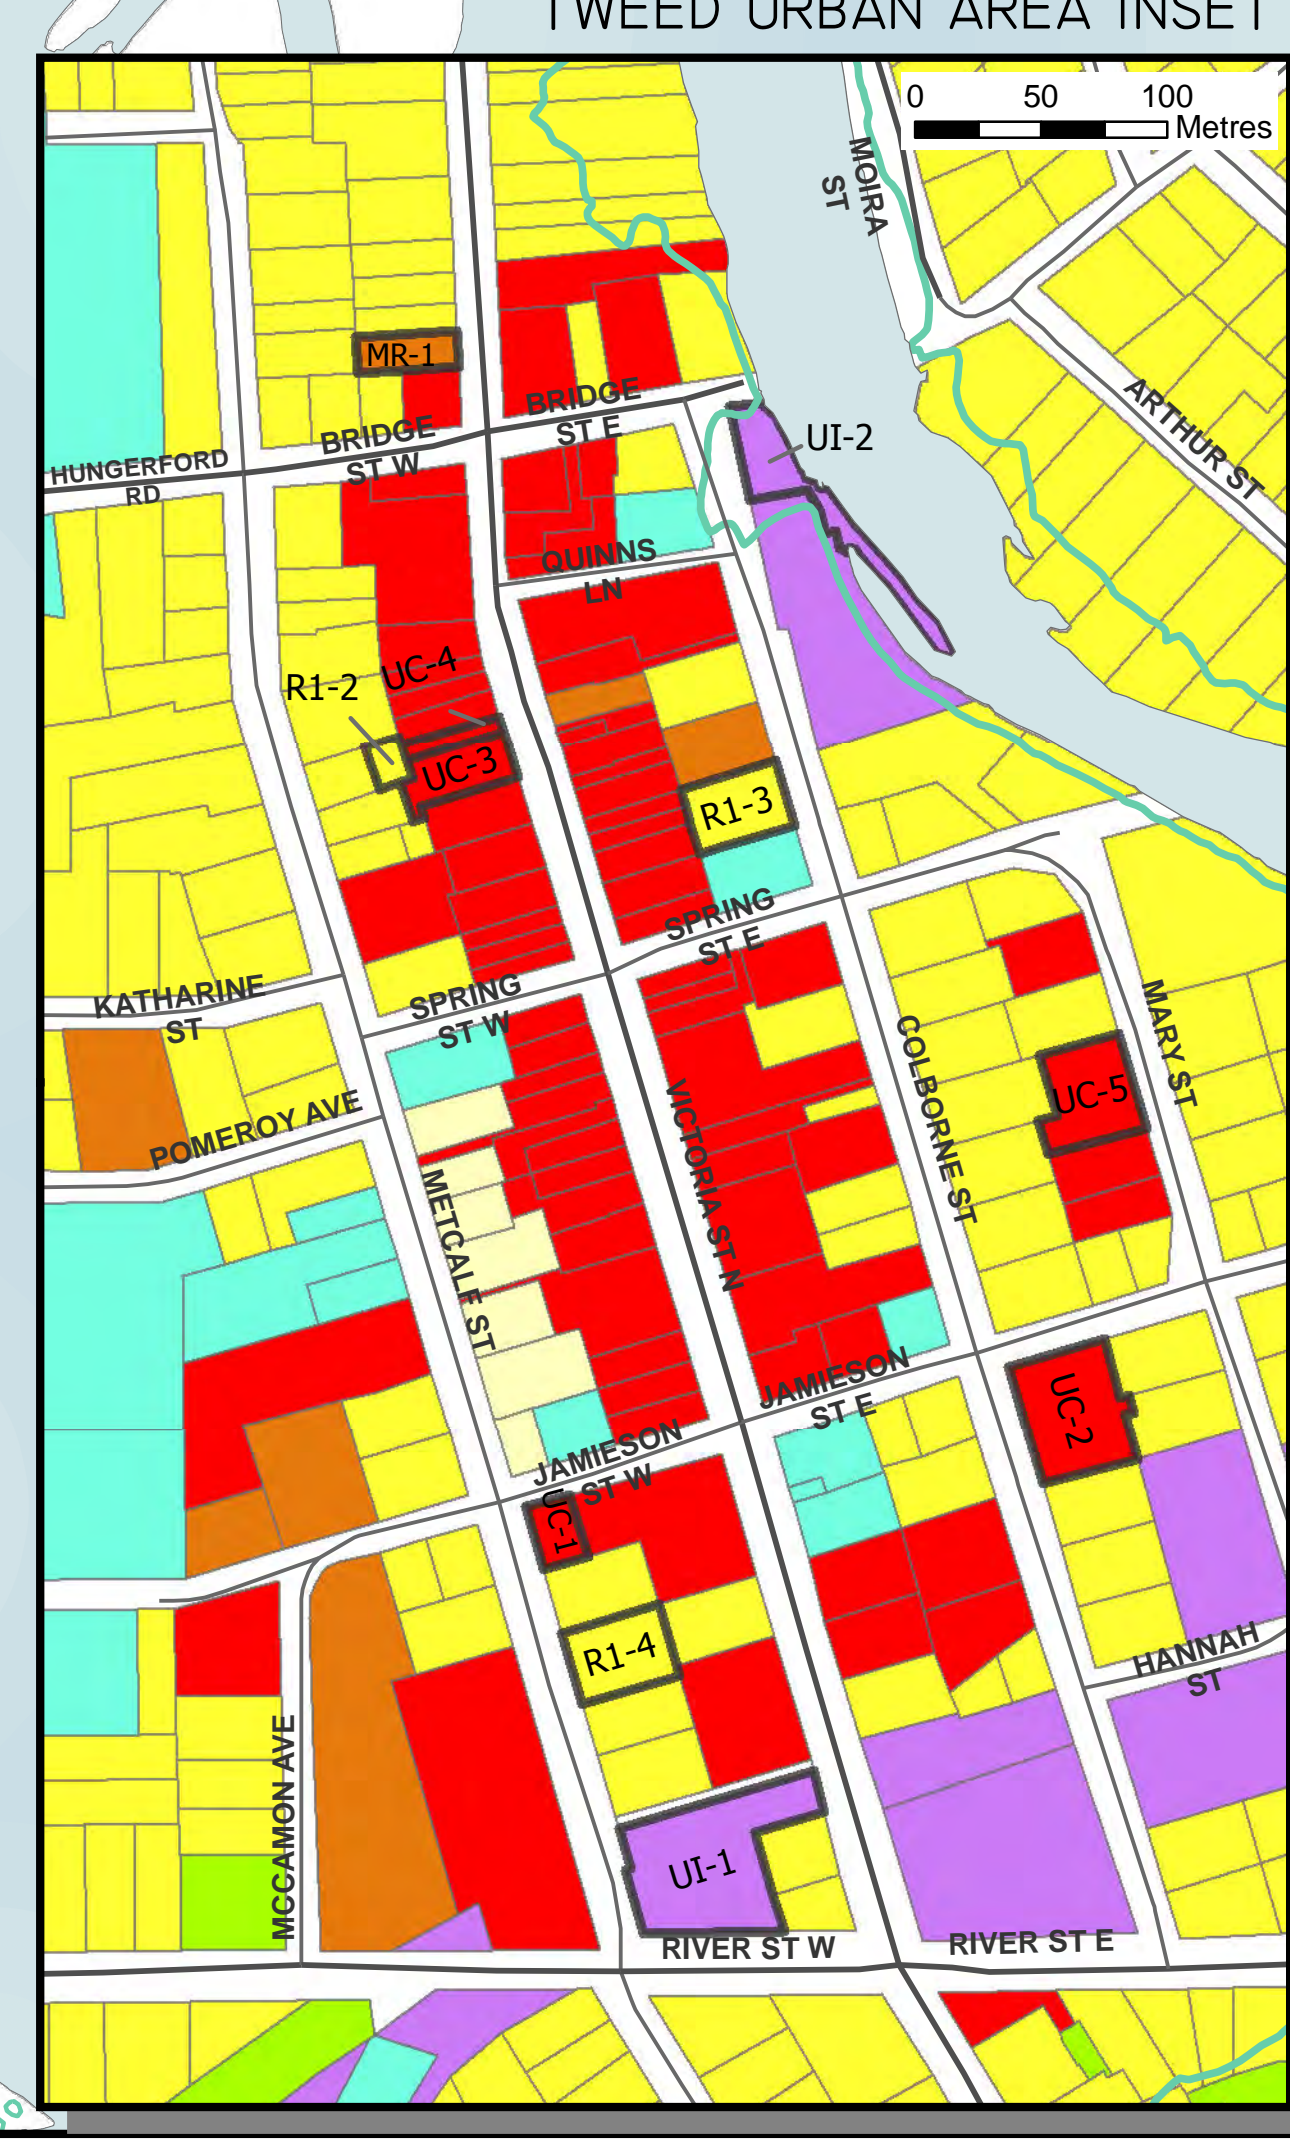 TWEED URBAN AREA INSET
0 50 100
Metres
MOIRA
ST
MR-1
BRIDGE
ST E
BRIDGE
ST W
ARTHUR ST
UI-2
HUNGERFORD
RD
QUINNS
LN
UC-4
R1-2
UC-3
R1-3
SPRING
ST E
KATHARINE
ST
SPRING
ST W
MARY ST
COLBORNE ST
UC-5
POMEROY AVE
VICTORIA ST N
METCALF ST
JAMIESON
ST E
UC-2
JAMIESON
ST W
UC-1
R1-4
HANNAH
ST
MCCAMON AVE
UI-1
RIVER ST W
RIVER ST E